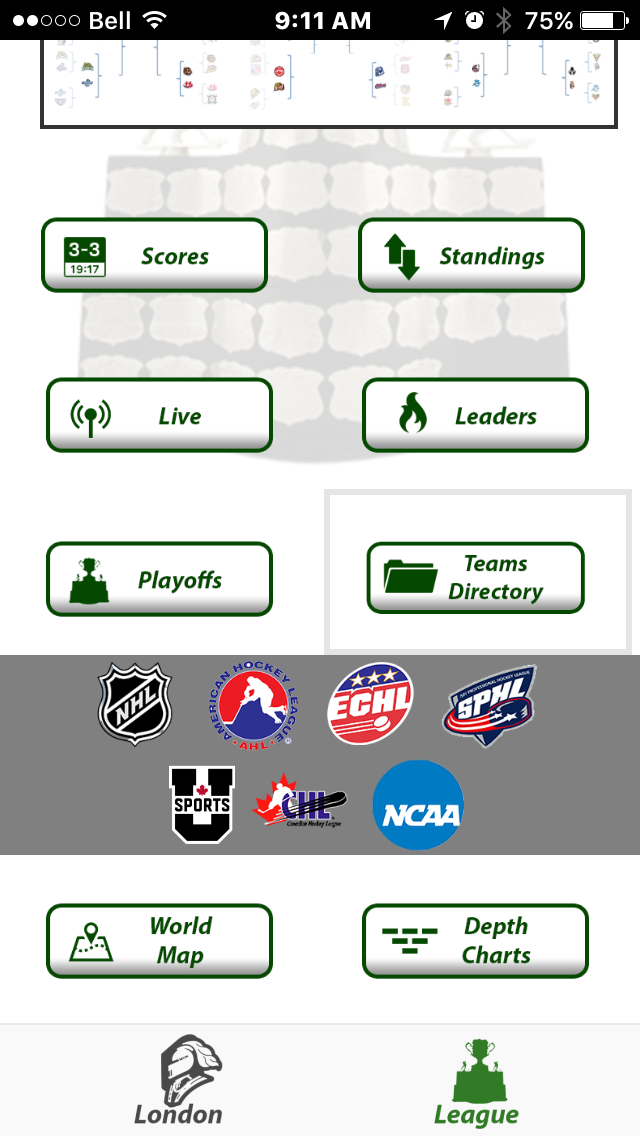 Bell 9:11 AM 75%
3-3
19:17
Scores
Standings
Live
Leaders
Playoffs
Teams
Directory
NHL
AMERICAN HOCKEY LEAGUE
AHL
ECHL
SPHL
U
SPORTS
CHL
Canadian Hockey League
NCAA
World
Map
Depth
Charts
London
League